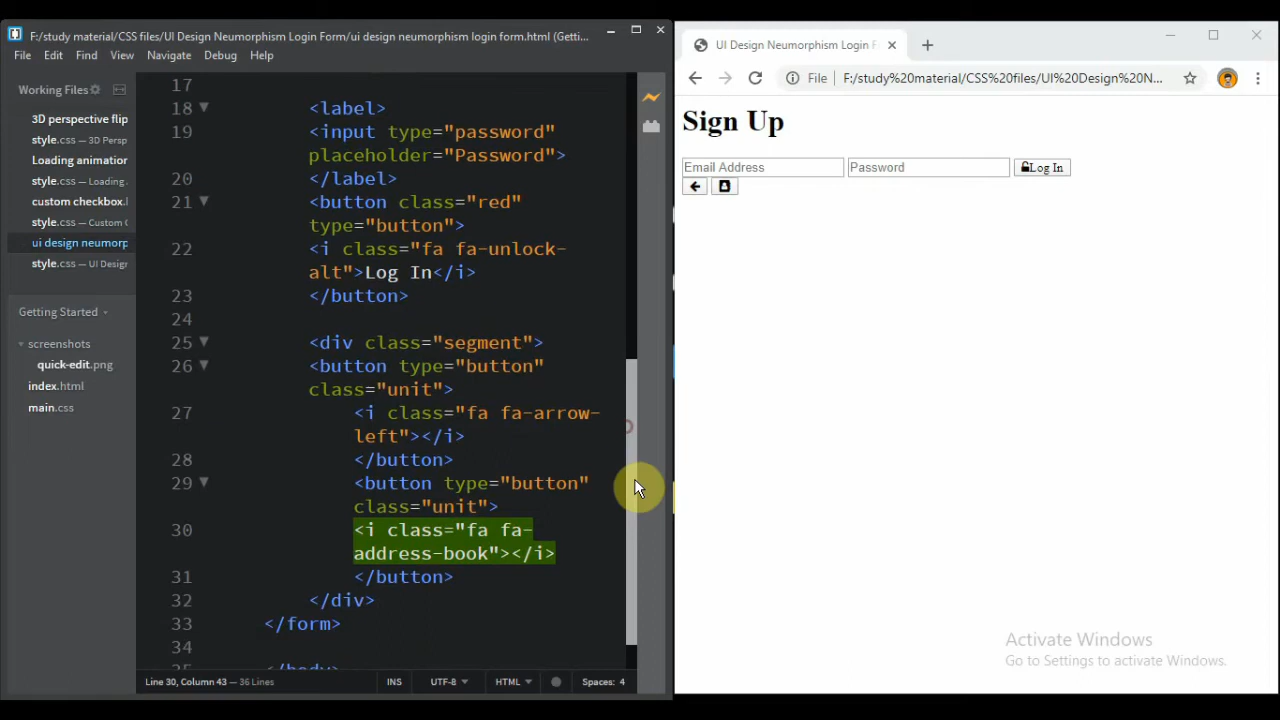 F:/study material/CSS files/UI Design Neumorphism Login Form/ui design neumorphism login form.html (Getti...
File Edit Find View Navigate Debug Help
Working Files
3D perspective flip
style.css — 3D Persp
Loading animation
style.css — Loading
custom checkbox.
style.css — Custom C
ui design neumorp
style.css — UI Design
Getting Started
screenshots
quick-edit.png
index.html
main.css
17
18 <label>
19 <input type="password"
placeholder="Password">
20 </label>
21 <button class="red"
type="button">
22 <i class="fa fa-unlock-
alt">Log In</i>
23 </button>
24
25 <div class="segment">
26 <button type="button"
class="unit">
27 <i class="fa fa-arrow-
left"></i>
28 </button>
29 <button type="button"
class="unit">
30 <i class="fa fa-
address-book"></i>
31 </button>
32 </div>
33 </form>
34
35 </body>
Line 30, Column 43 — 36 Lines
INS
UTF-8
HTML
Spaces: 4
UI Design Neumorphism Login F
File F:/study%20material/CSS%20files/UI%20Design%20N...
Sign Up
Email Address Password Log In
Activate Windows
Go to Settings to activate Windows.